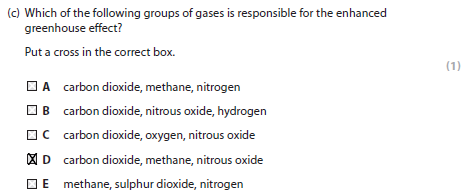 (c) Which of the following groups of gases is responsible for the enhanced
greenhouse effect?
Put a cross in the correct box.
(1)
A carbon dioxide, methane, nitrogen
B carbon dioxide, nitrous oxide, hydrogen
C carbon dioxide, oxygen, nitrous oxide
D carbon dioxide, methane, nitrous oxide
E methane, sulphur dioxide, nitrogen